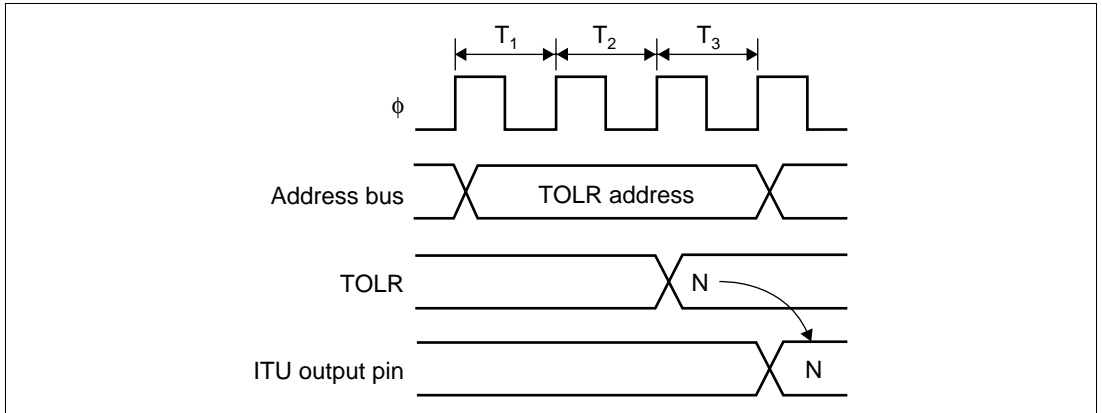 T1 T2 T3
φ
Address bus TOLR address
TOLR N
ITU output pin N